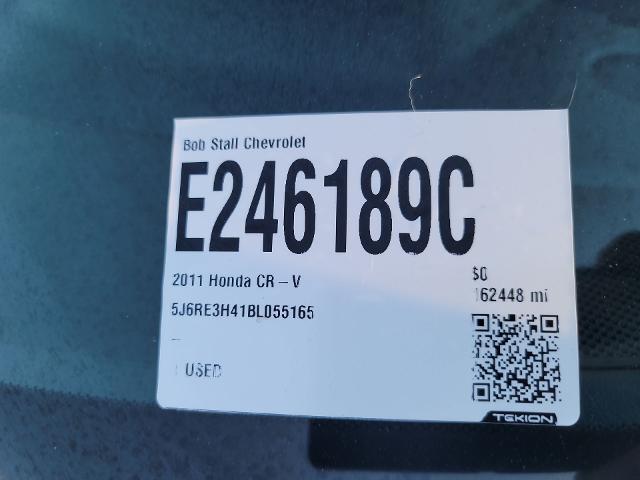 Bob Stall Chevrolet
E246189C
2011 Honda CR-V
5J6RE3H41BL055165
$0
162448 mi
-
USED
TEKION